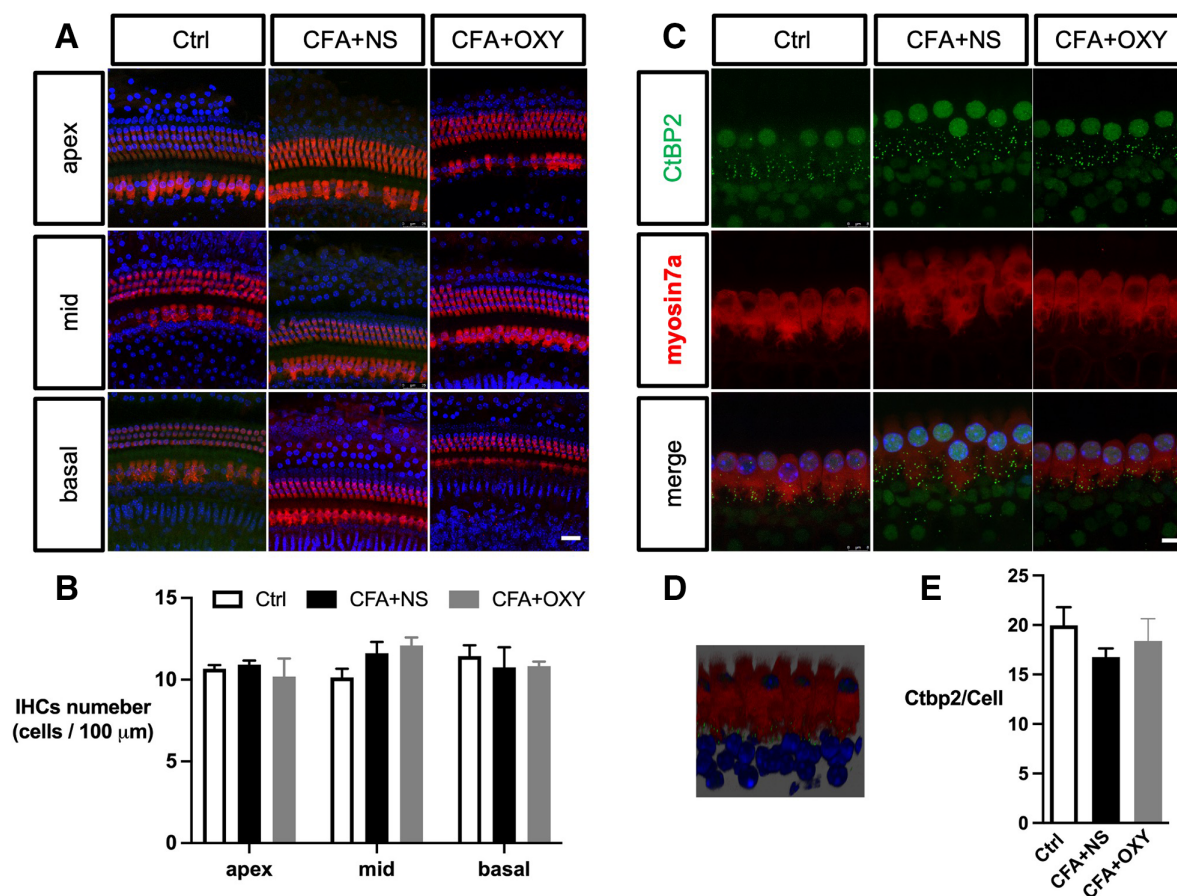 A
Ctrl
CFA+NS
CFA+OXY
apex
mid
basal
B
15
10
5
0
Ctrl
CFA+NS
CFA+OXY
IHCs numeber
(cells / 100 μm)
apex
mid
basal
C
Ctrl
CFA+NS
CFA+OXY
CtBP2
myosin7a
merge
D
E
25
20
15
10
5
0
Ctbp2/Cell
Ctrl
CFA+NS
CFA+OXY